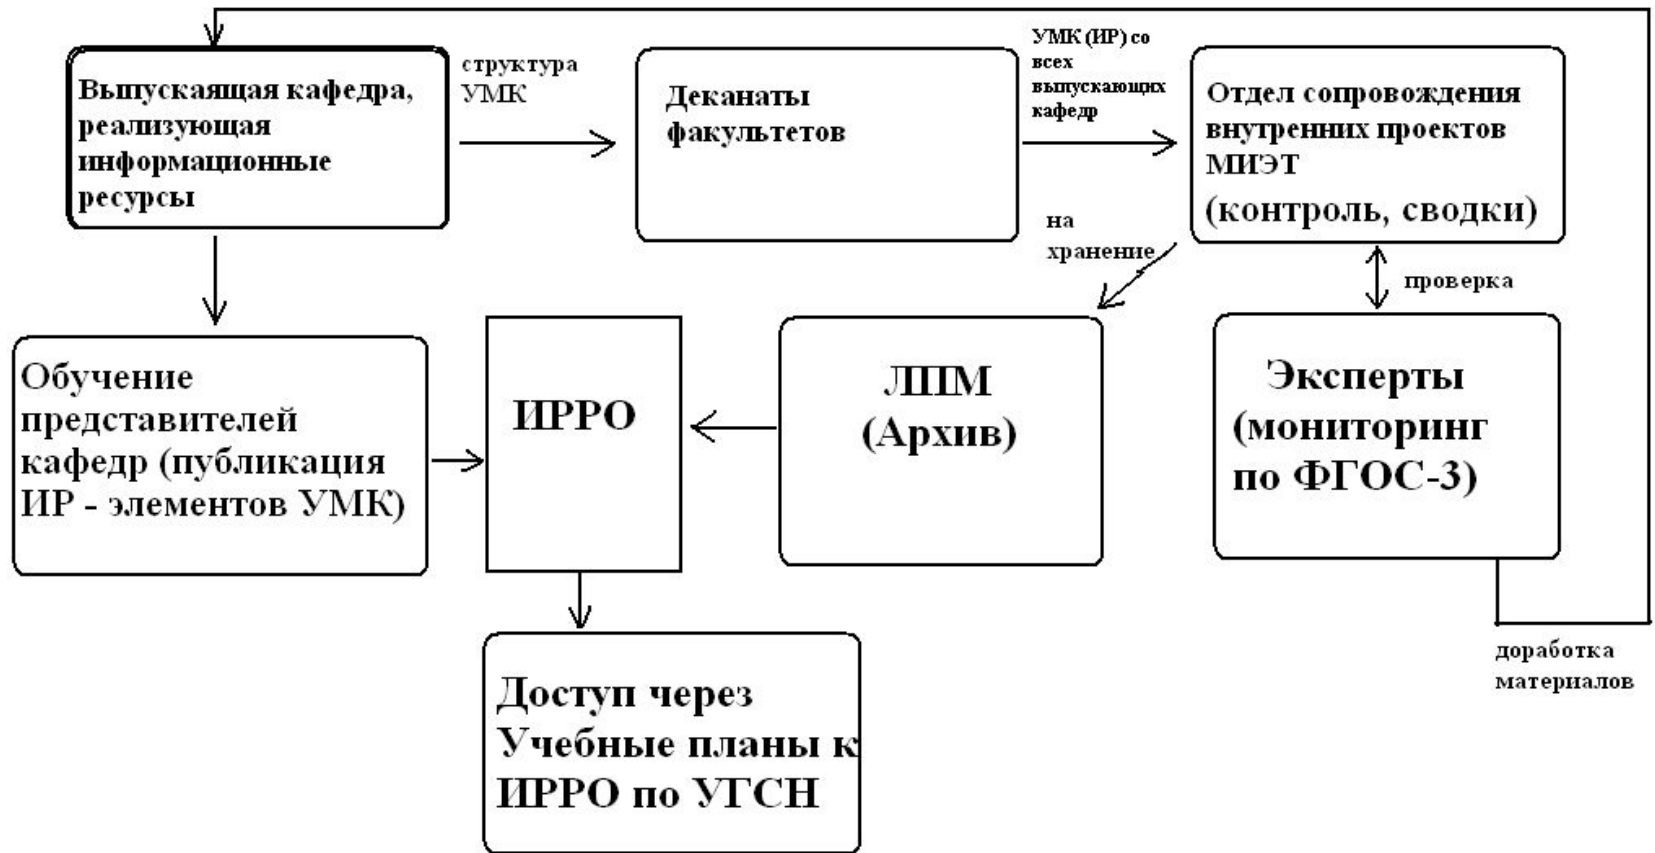 Выпускаящая кафедра,
реализующая
информационные
ресурсы
структура
УМК
Деканаты
факультетов
УМК (ИР) со
всех
выпускающих
кафедр
Отдел сопровождения
внутренних проектов
МИЭТ
(контроль, сводки)
на
хранение
проверка
Обучение
представителей
кафедр (публикация
ИР - элементов УМК)
ИРРО
ЛПМ
(Архив)
Эксперты
(мониторинг
по ФГОС-3)
доработка
материалов
Доступ через
Учебные планы к
ИРРО по УГСН